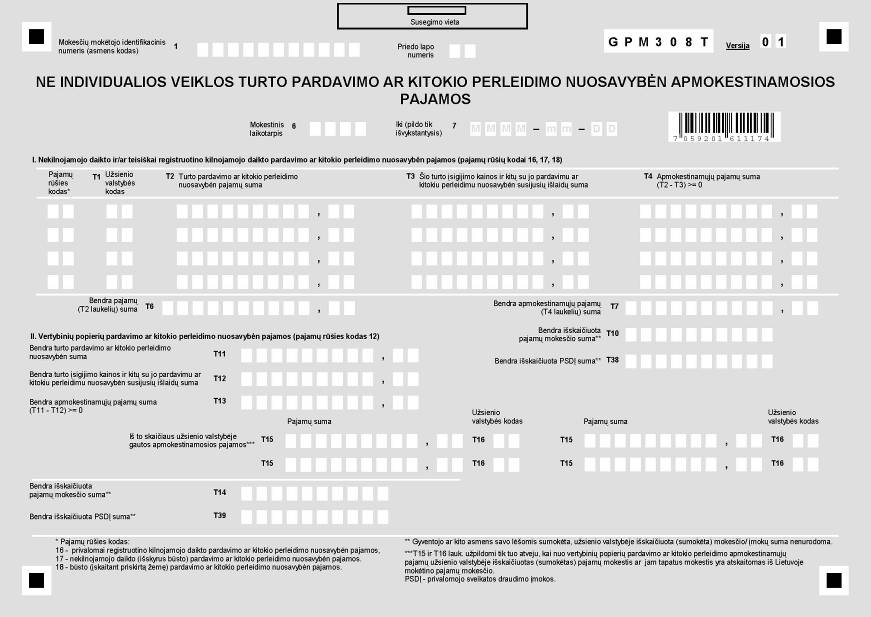 Susegimo vieta
Mokesčių mokėtojo identifikacinis
numeris (asmens kodas)
1
Priedo lapo
numeris
GPM308T
Versija
01
NE INDIVIDUALIOS VEIKLOS TURTO PARDAVIMO AR KITOKIO PERLEIDIMO NUOSAVYBĖN APMOKESTINAMOSIOS
PAJAMOS
Mokestinis
laikotarpis
6
Iki (pildo tik
išvykstantysis)
7
MMMM – mm – DD
7 059201 611174
I. Nekilnojamojo daikto ir/ar teisiškai registruotino kilnojamojo daikto pardavimo ar kitokio perleidimo nuosavybėn pajamos (pajamų rūšių kodai 16, 17, 18)
Pajamų
rūšies
kodas*
T1 Užsienio
valstybės
kodas
T2 Turto pardavimo ar kitokio perleidimo
nuosavybėn pajamų suma
T3 Šio turto įsigijimo kainos ir kitų su jo pardavimu ar
kitokiu perleidimu nuosavybėn susijusių išlaidų suma
T4 Apmokestinamųjų pajamų suma
(T2 - T3) >= 0
, , ,
, , ,
, , ,
, , ,
Bendra pajamų
(T2 laukelių) suma
T6
,
Bendra apmokestinamųjų pajamų
(T4 laukelių) suma
T7
,
Bendra išskaičiuota
pajamų mokesčio suma**
T10
Bendra išskaičiuota PSDĮ suma** T38
II. Vertybinių popierių pardavimo ar kitokio perleidimo nuosavybėn pajamos (pajamų rūšies kodas 12)
Bendra turto pardavimo ar kitokio perleidimo
nuosavybėn suma
T11
,
Bendra turto įsigijimo kainos ir kitų su jo pardavimu ar
kitokiu perleidimu nuosavybėn susijusių išlaidų suma
T12
,
Bendra apmokestinamųjų pajamų suma
(T11 - T12) >= 0
T13
,
Pajamų suma
Užsienio
valstybės kodas
Pajamų suma
Užsienio
valstybės kodas
Iš to skaičiaus užsienio valstybėje
gautos apmokestinamosios pajamos***
T15 , T16 T15 , T16
T15 , T16 T15 , T16
Bendra išskaičiuota
pajamų mokesčio suma**
T14
Bendra išskaičiuota PSDĮ suma** T39
* Pajamų rūšies kodas:
16 - privalomai registruotino kilnojamojo daikto pardavimo ar kitokio perleidimo nuosavybėn pajamos,
17 - nekilnojamojo daikto (išskyrus būsto) pardavimo ar kitokio perleidimo nuosavybėn pajamos.
18 - būsto (įskaitant priskirtą žemę) pardavimo ar kitokio perleidimo nuosavybėn pajamos.
** Gyventojo ar kito asmens savo lėšomis sumokėta, užsienio valstybėje išskaičiuota (sumokėta) mokesčio/ įmokų suma nenurodoma.
***T15 ir T16 lauk. užpildomi tik tuo atveju, kai nuo vertybinių popierių pardavimo ar kitokio perleidimo apmokestinamųjų
pajamų užsienio valstybėje išskaičiuotas (sumokėtas) pajamų mokestis ar jam tapatus mokestis yra atskaitomas iš Lietuvoje
mokėtino pajamų mokesčio.
PSDĮ - privalomojo sveikatos draudimo įmokos.